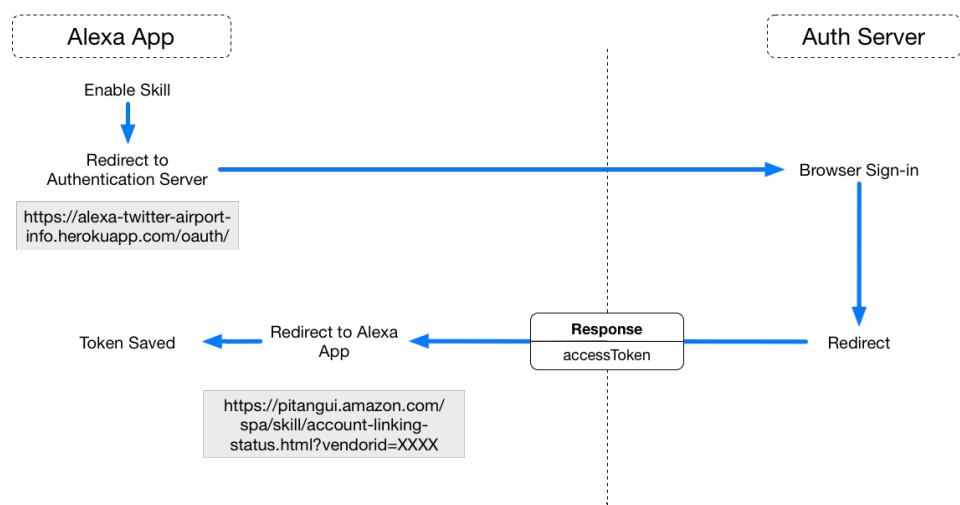 Alexa App
Auth Server
Enable Skill
Redirect to
Authentication Server
Browser Sign-in
https://alexa-twitter-airport-
info.herokuapp.com/oauth/
Token Saved
Redirect to Alexa
App
Response
accessToken
Redirect
https://pitangui.amazon.com/
spa/skill/account-linking-
status.html?vendorid=XXXX